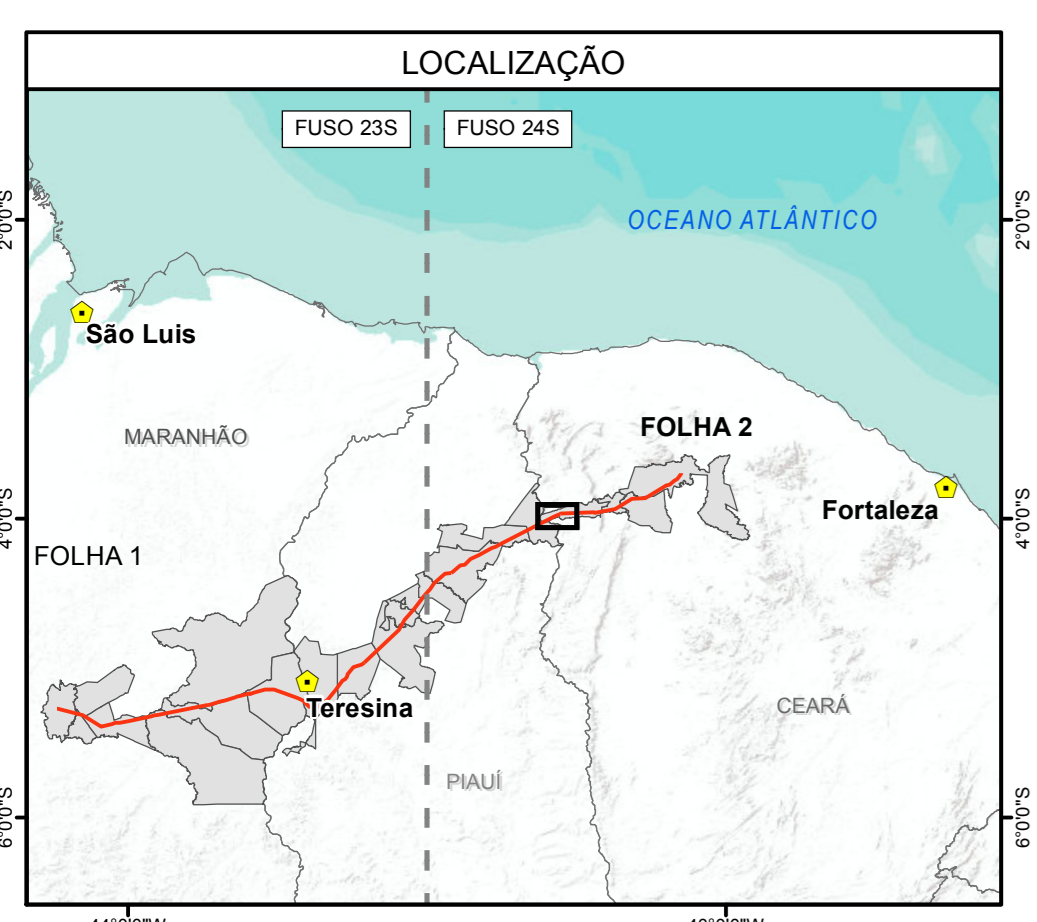 LOCALIZAÇÃO
FUSO 23S
FUSO 24S
OCEANO ATLÂNTICO
2°0'0"S
2°0'0"S
São Luis
MARANHÃO
FOLHA 2
Fortaleza
4°0'0"S
4°0'0"S
FOLHA 1
Teresina
CEARÁ
PIAUÍ
6°0'0"S
6°0'0"S